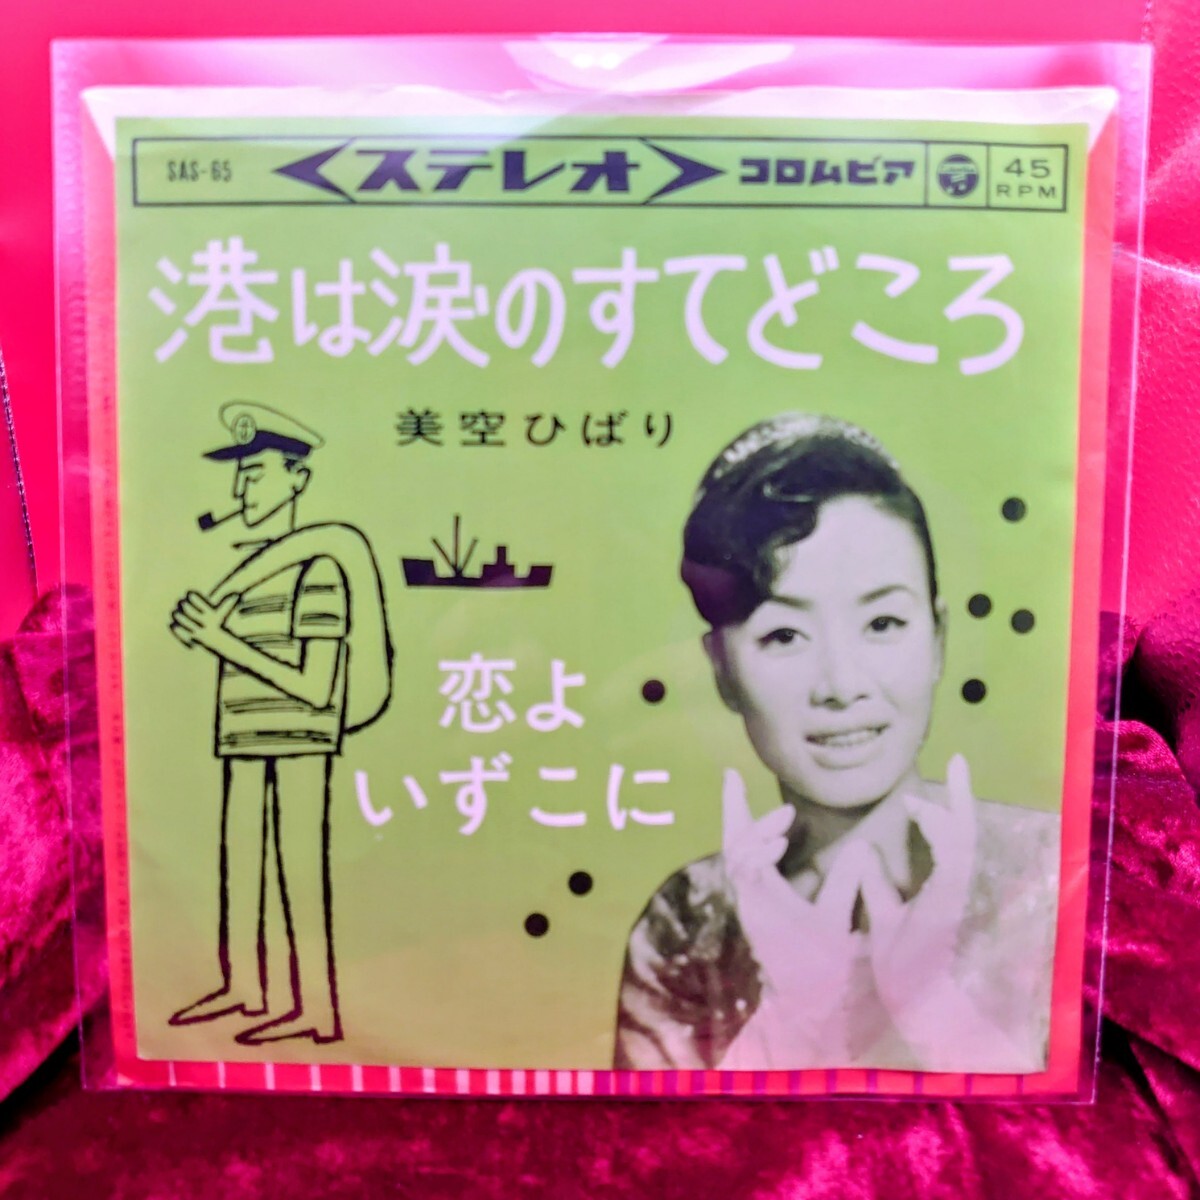 SAS-65 <ステレオ> コロムビア 45 RPM
港は涙のすてどころ
美空ひばり
恋よ
いずこに